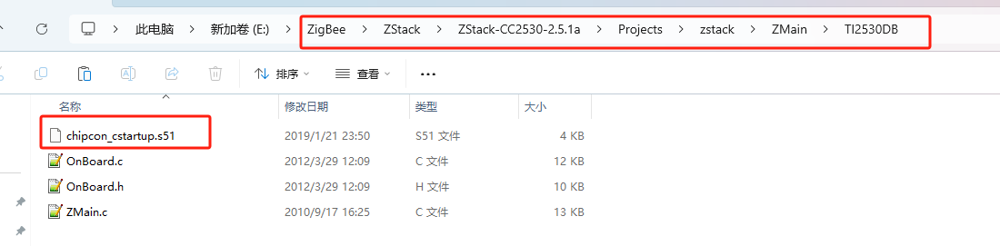 此电脑 > 新加卷 (E:) > ZigBee > ZStack > ZStack-CC2530-2.5.1a > Projects > zstack > ZMain > TI2530DB
排序 查看 ...
名称 修改日期 类型 大小
chipcon_cstartup.s51 2019/1/21 23:50 S51 文件 4 KB
OnBoard.c 2012/3/29 12:09 C 文件 12 KB
OnBoard.h 2012/3/29 12:09 H 文件 10 KB
ZMain.c 2010/9/17 16:25 C 文件 13 KB